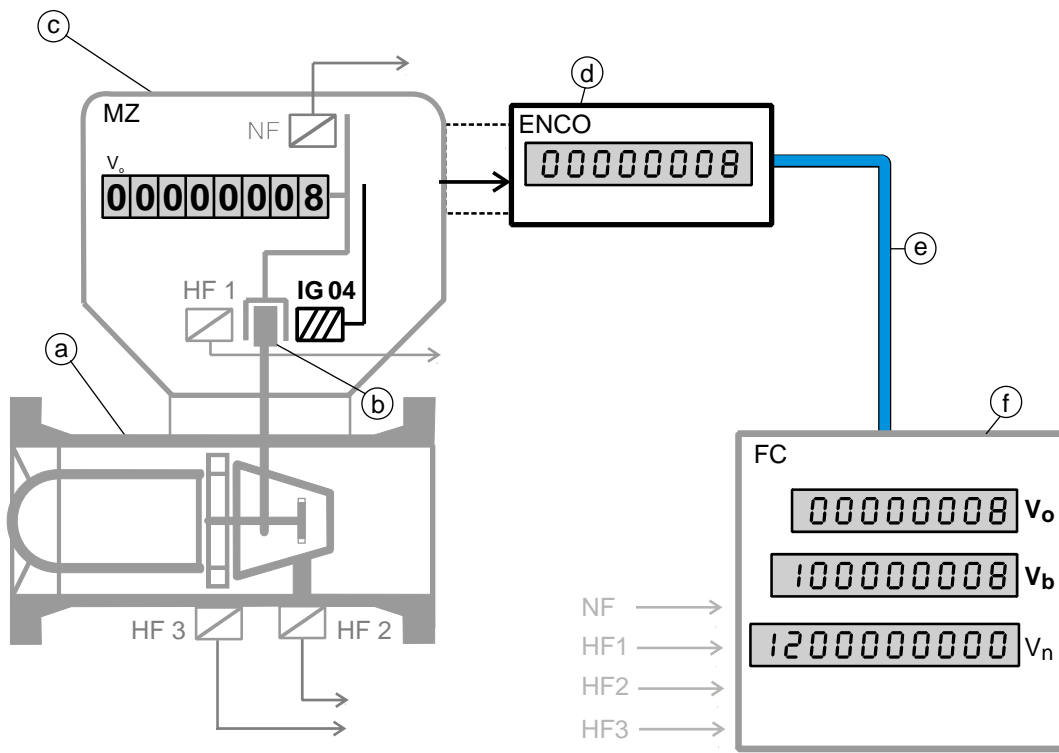 c
MZ
NF
d
ENCO
00000008
Vo
00000008
e
HF 1
IG 04
a
b
f
FC
00000008 Vo
100000008 Vb
1200000000 Vn
HF 3
HF 2
NF
HF1
HF2
HF3